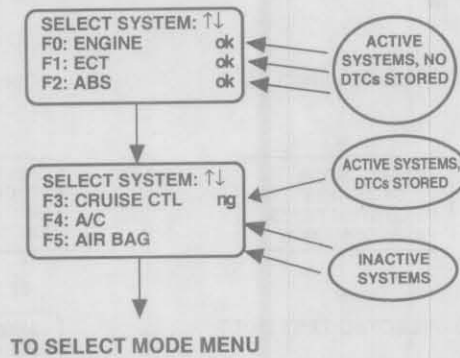 SELECT SYSTEM: ↑↓
F0: ENGINE ok
F1: ECT ok
F2: ABS ok
ACTIVE
SYSTEMS, NO
DTCs STORED
SELECT SYSTEM: ↑↓
F3: CRUISE CTL ng
F4: A/C
F5: AIR BAG
ACTIVE SYSTEMS,
DTCs STORED
INACTIVE
SYSTEMS
TO SELECT MODE MENU